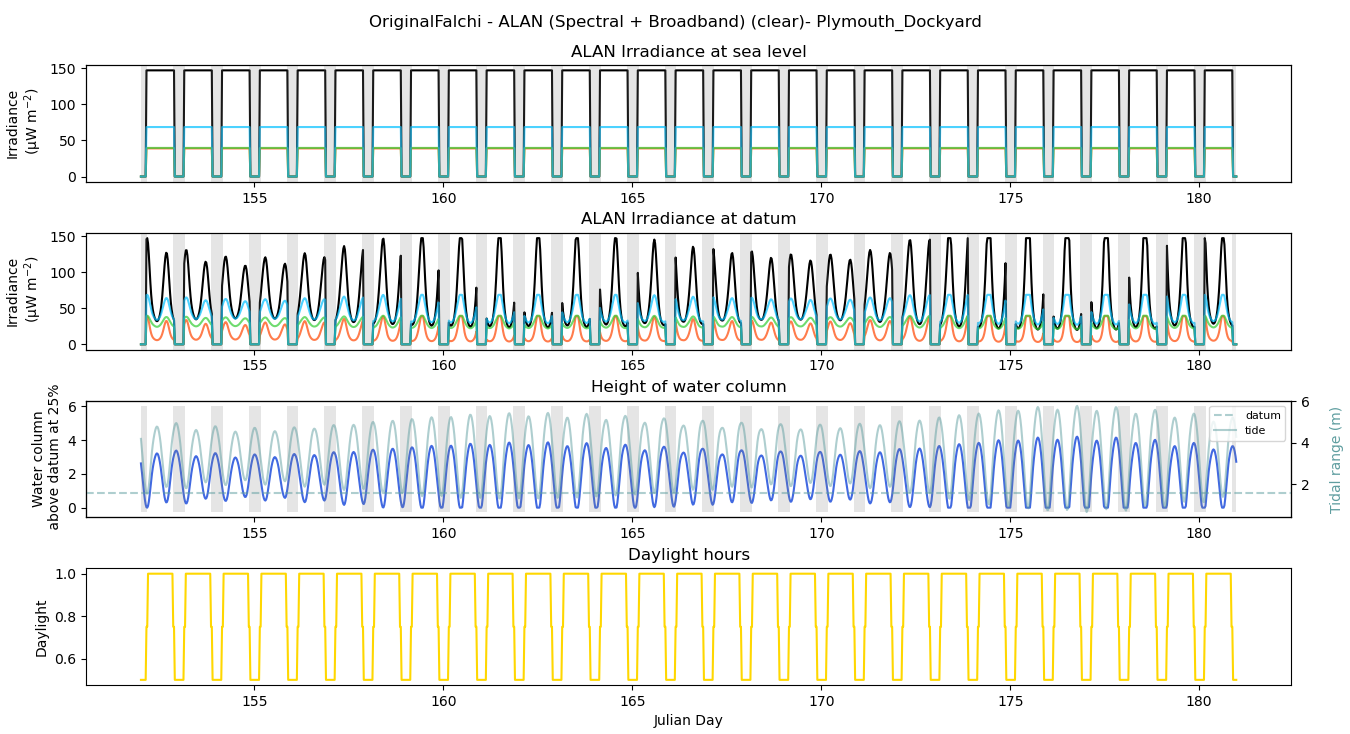 OriginalFalchi - ALAN (Spectral + Broadband) (clear)- Plymouth_Dockyard
ALAN Irradiance at sea level
Irradiance
(µW m⁻²)
150
100
50
0
155 160 165 170 175 180
ALAN Irradiance at datum
Irradiance
(µW m⁻²)
150
100
50
0
155 160 165 170 175 180
Height of water column
Water column
above datum at 25%
6
4
2
0
datum
tide
6
4
2
Tidal range (m)
155 160 165 170 175 180
Daylight hours
Daylight
1.0
0.8
0.6
155 160 165 170 175 180
Julian Day